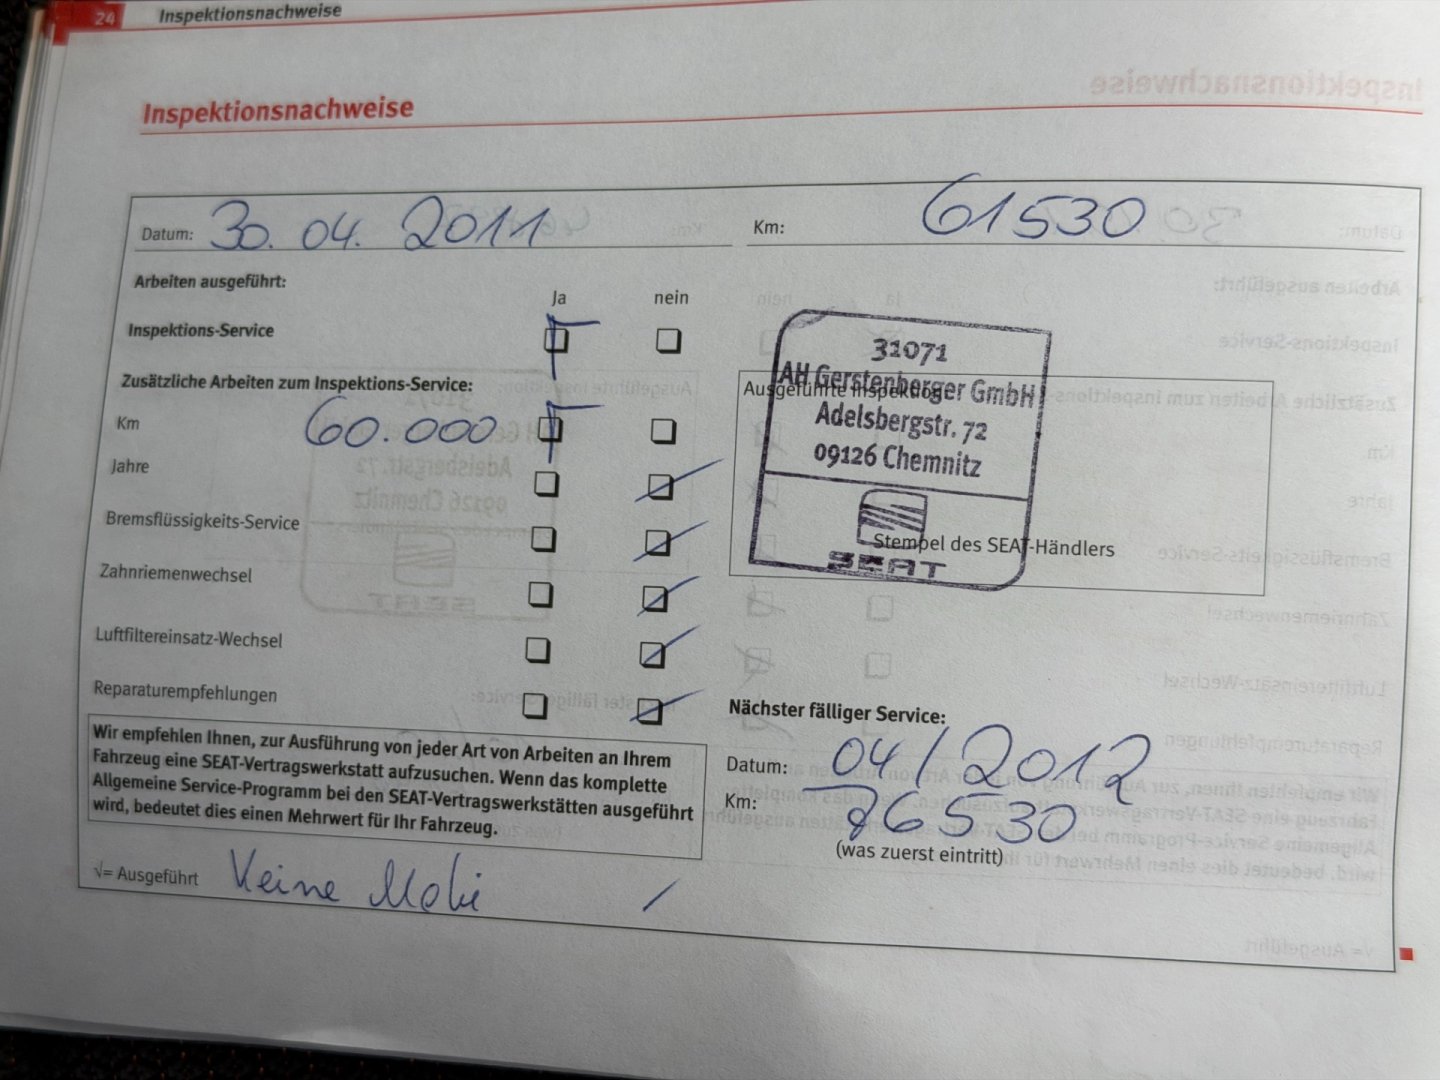 24 Inspektionsnachweise
Inspektionsnachweise
Datum: 30. 04. 2011
Km: 61530
Arbeiten ausgeführt:
Ja nein
Inspektions-Service
Zusätzliche Arbeiten zum Inspektions-Service:
Km 60.000
Jahre
Bremsflüssigkeits-Service
Zahnriemenwechsel
Luftfiltereinsatz-Wechsel
Reparaturempfehlungen
Wir empfehlen Ihnen, zur Ausführung von jeder Art von Arbeiten an Ihrem
Fahrzeug eine SEAT-Vertragswerkstatt aufzusuchen. Wenn das komplette
Allgemeine Service-Programm bei den SEAT-Vertragswerkstätten ausgeführt
wird, bedeutet dies einen Mehrwert für Ihr Fahrzeug.
√= Ausgeführt Keine Mobi
31071
AH Gerstenberger GmbH
Ausgeführte Inspektion
Adelsbergstr. 72
09126 Chemnitz
Stempel des SEAT-Händlers
SEAT
Nächster fälliger Service:
Datum: 04/2012
Km: 86530
(was zuerst eintritt)